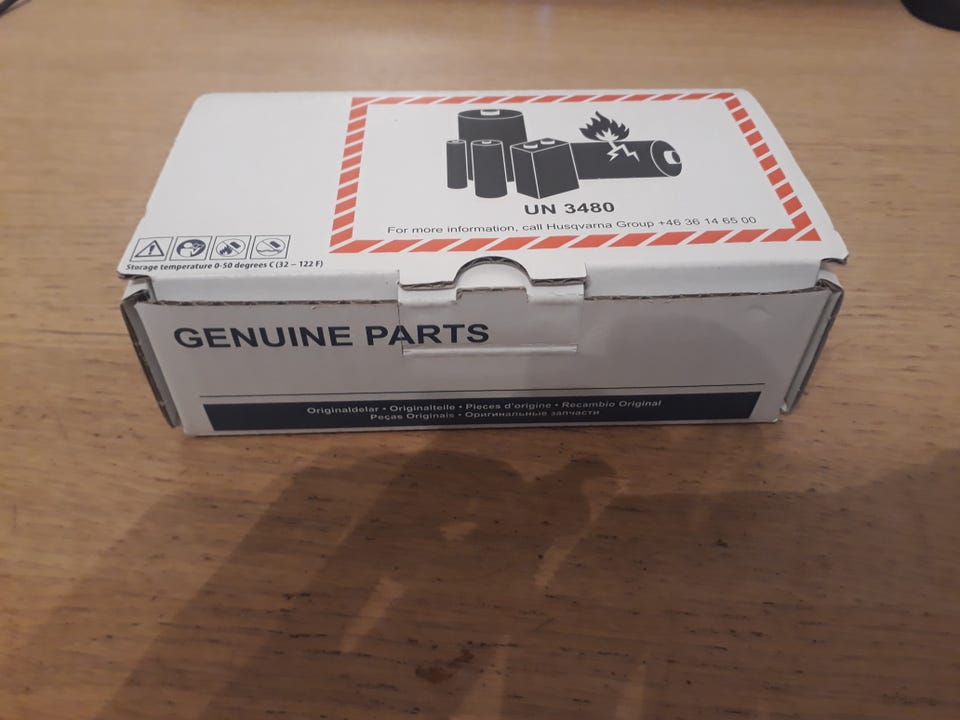 UN 3480
For more information, call Husqvarna Group +46 36 14 65 00
Storage temperature 0-50 degrees C (32 – 122 F)
GENUINE PARTS
Originaldelar • Originalteile • Pieces d'origine • Recambio Original
Peças Originais • Оригинальные запчасти